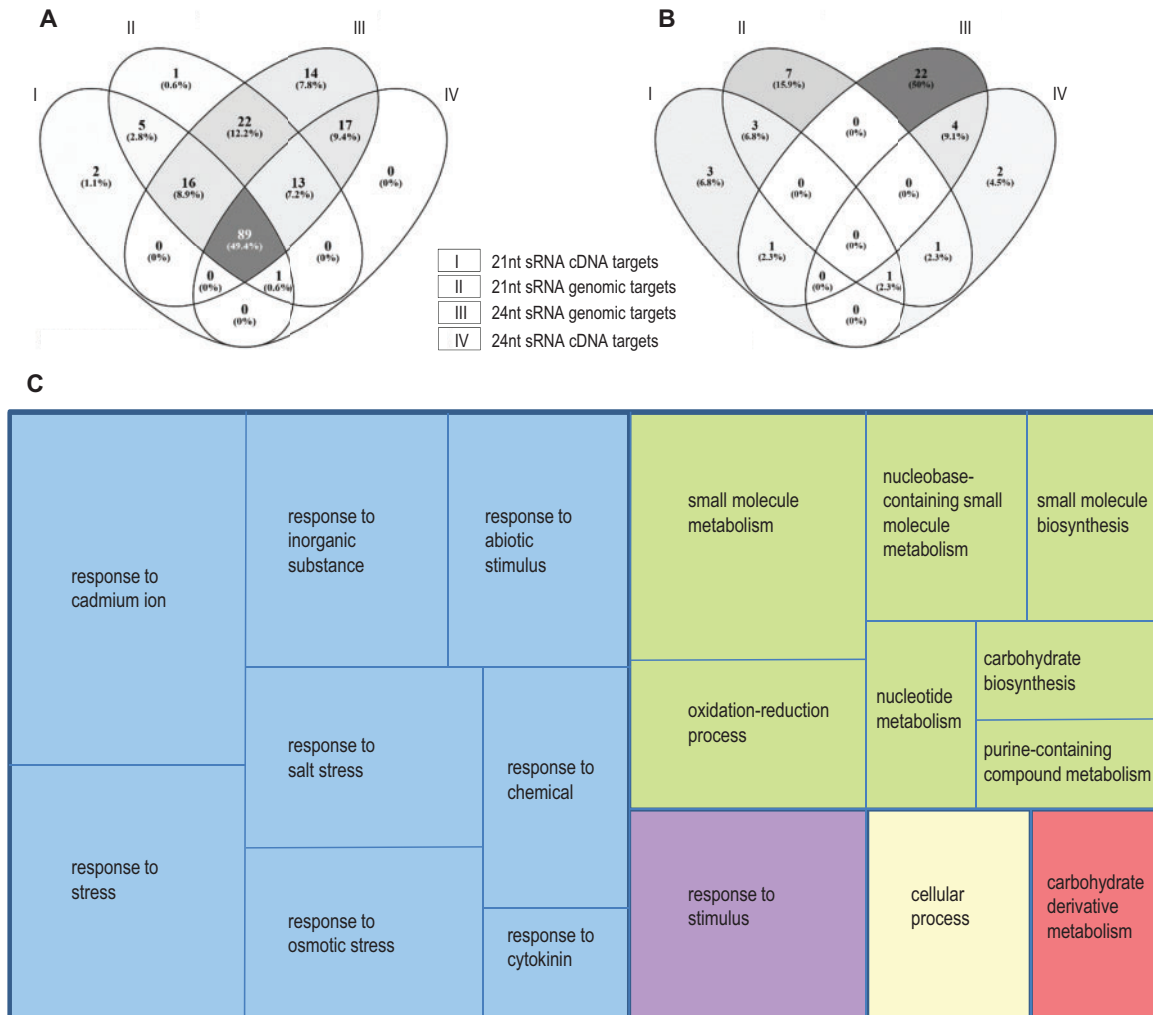 A
I
II
III
IV
1
(0.6%)
14
(7.8%)
5
(2.8%)
22
(12.2%)
17
(9.4%)
2
(1.1%)
0
(0%)
16
(8.9%)
13
(7.2%)
89
(49.4%)
0
(0%)
0
(0%)
0
(0%)
1
(0.6%)
0
(0%)
I 21nt sRNA cDNA targets
II 21nt sRNA genomic targets
III 24nt sRNA genomic targets
IV 24nt sRNA cDNA targets
B
I
II
III
IV
7
(15.9%)
22
(50%)
3
(6.8%)
0
(0%)
4
(9.1%)
3
(6.8%)
2
(4.5%)
0
(0%)
0
(0%)
0
(0%)
1
(2.3%)
1
(2.3%)
0
(0%)
1
(2.3%)
0
(0%)
C
response to
cadmium ion
response to
inorganic
substance
response to
abiotic
stimulus
response to
stress
response to
salt stress
response to
chemical
response to
osmotic stress
response to
cytokinin
small molecule
metabolism
nucleobase-
containing small
molecule
metabolism
small molecule
biosynthesis
oxidation-reduction
process
nucleotide
metabolism
carbohydrate
biosynthesis
purine-containing
compound metabolism
response to
stimulus
cellular
process
carbohydrate
derivative
metabolism